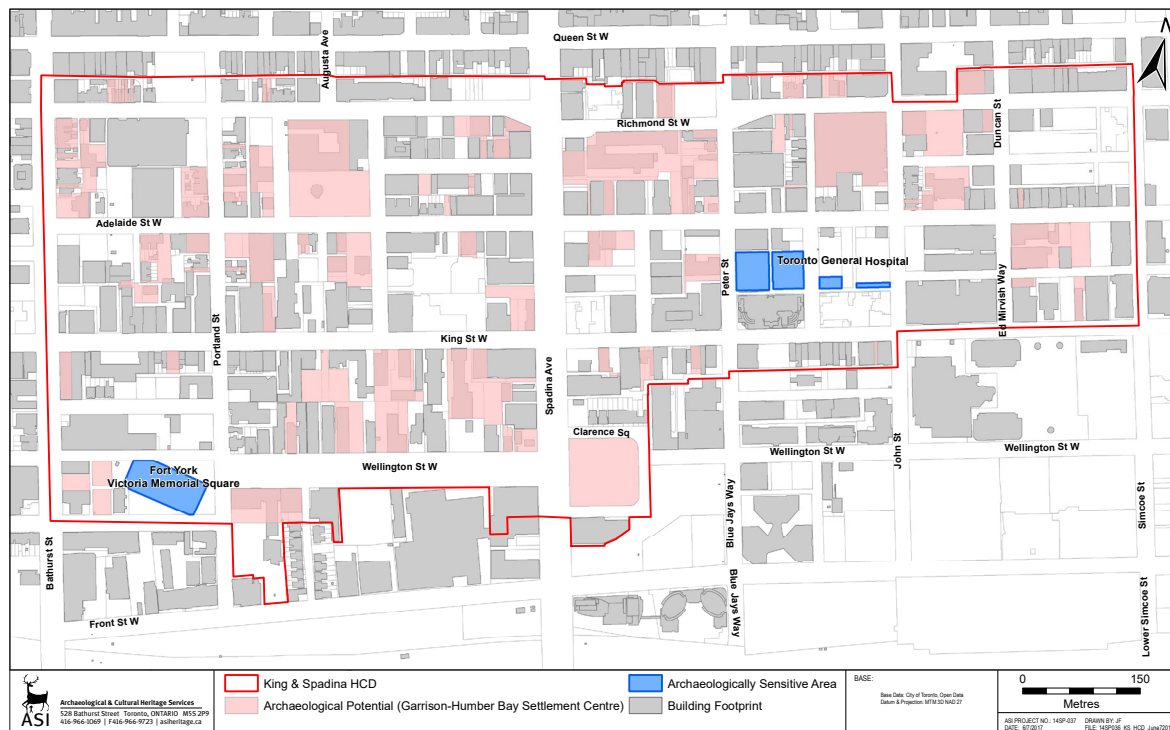 Queen St W
N
Augusta Ave
Richmond St W
Duncan St
Adelaide St W
Toronto General Hospital
Peter St
Portland St
King St W
Ed Mirvish Way
Spadina Ave
Clarence Sq
Wellington St W
Wellington St W
Wellington St W
John St
Fort York
Victoria Memorial Square
Blue Jays Way
Simcoe St
Bathurst St
Blue Jays Way
Front St W
Lower Simcoe St
ASI
Archaeological & Cultural Heritage Services
528 Bathurst Street Toronto, ONTARIO M5S 2P9
416-966-1069 | F416-966-9723 | asiheritage.ca
King & Spadina HCD
Archaeological Potential (Garrison-Humber Bay Settlement Centre)
Archaeologically Sensitive Area
Building Footprint
BASE:
Base Data: City of Toronto, Open Data
Datum & Projection: MTM 3D NAD 27
0 150
Metres
ASI PROJECT NO.: 14SP-037 DRAWN BY: JF
DATE: 6/7/2017 FILE: 14SP036_KS_HCD_June7201